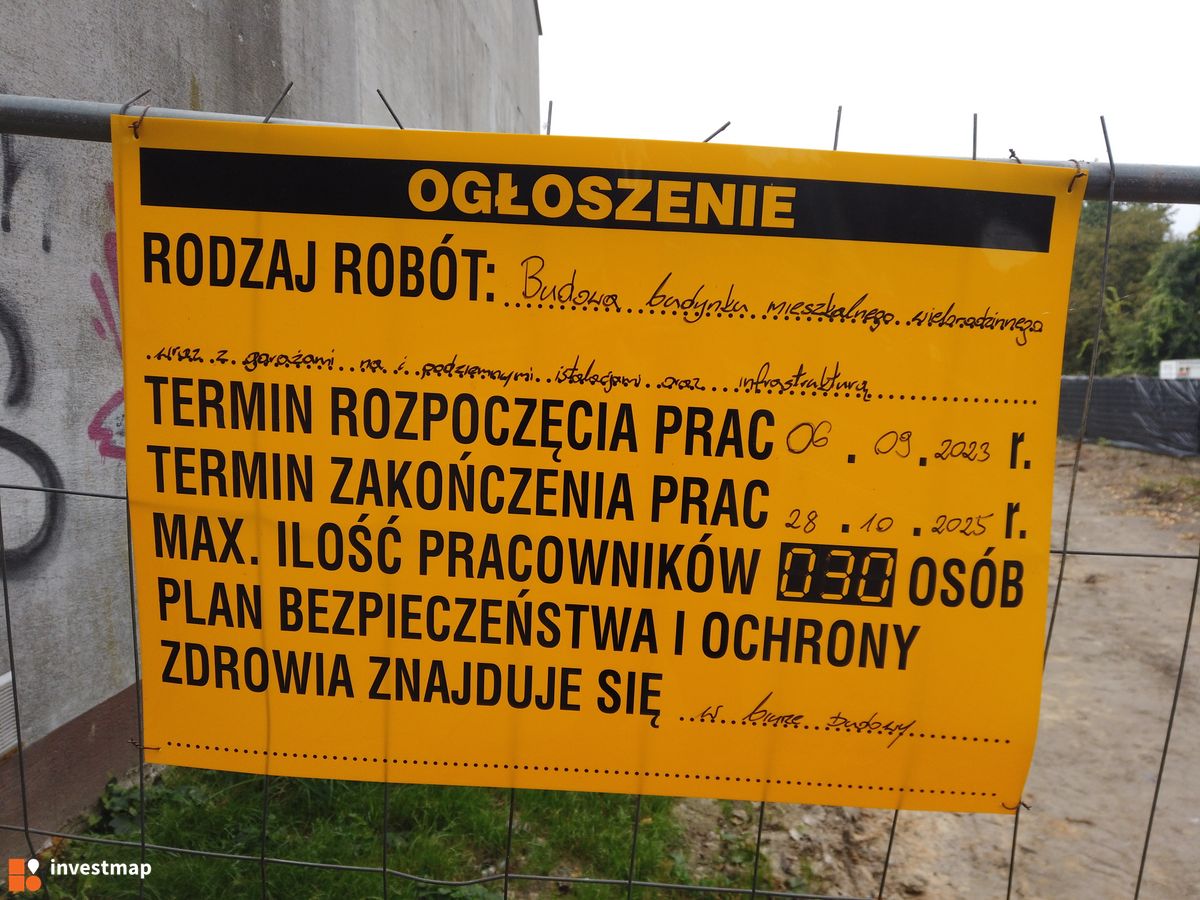 OGŁOSZENIE
RODZAJ ROBÓT: Budowa budynku mieszkalnego wielorodzinnego
wraz z garażami na i podziemnymi istalacjami oraz infrastrukturą
TERMIN ROZPOCZĘCIA PRAC 06.09.2023 r.
TERMIN ZAKOŃCZENIA PRAC 28.10.2025 r.
MAX. ILOŚĆ PRACOWNIKÓW 030 OSÓB
PLAN BEZPIECZEŃSTWA I OCHRONY
ZDROWIA ZNAJDUJE SIĘ w biurze budowy
investmap